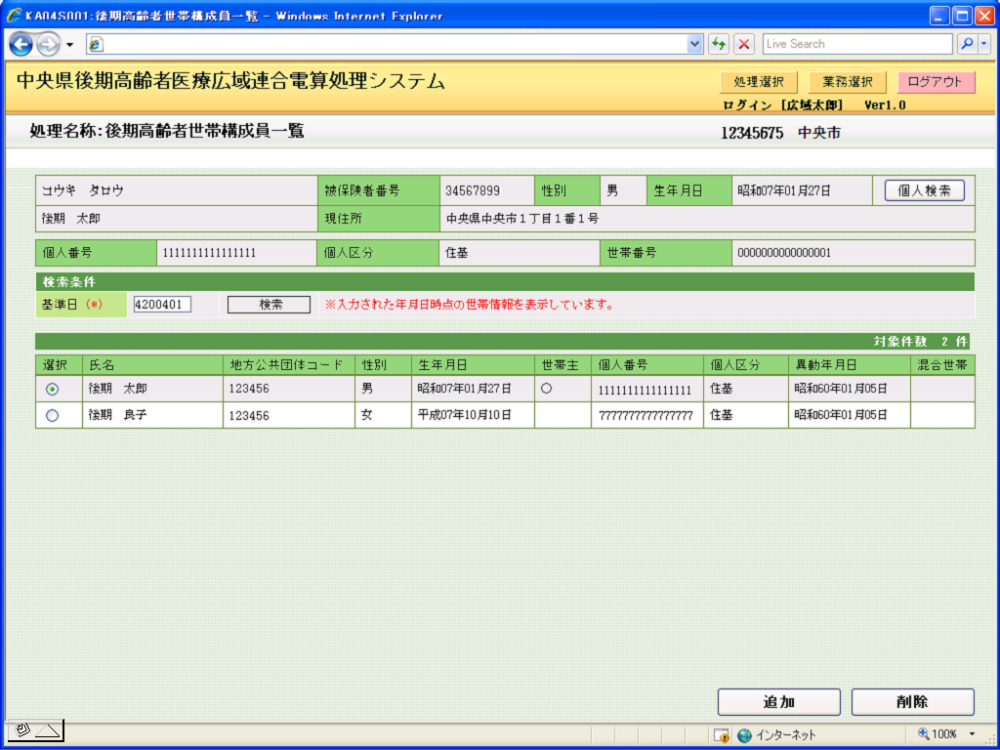 KA04S001:後期高齢者世帯構成員一覧 - Windows Internet Explorer
Live Search
中央県後期高齢者医療広域連合電算処理システム 処理選択 業務選択 ログアウト
ログイン [広域太郎] Ver1.0
処理名称:後期高齢者世帯構成員一覧 12345675 中央市
コウキ タロウ 被保険者番号 34567899 性別 男 生年月日 昭和07年01月27日 個人検索
後期 太郎 現住所 中央県中央市1丁目1番1号
個人番号 111111111111111 個人区分 住基 世帯番号 000000000000001
検索条件
基準日 (*) 4200401 検索 ※入力された年月日時点の世帯情報を表示しています。
対象件数 2 件
選択 氏名 地方公共団体コード 性別 生年月日 世帯主 個人番号 個人区分 異動年月日 混合世帯
後期 太郎 123456 男 昭和07年01月27日 ○ 111111111111111 住基 昭和60年01月05日
後期 良子 123456 女 平成07年10月10日 777777777777777 住基 昭和60年01月05日
追加 削除
インターネット 100%